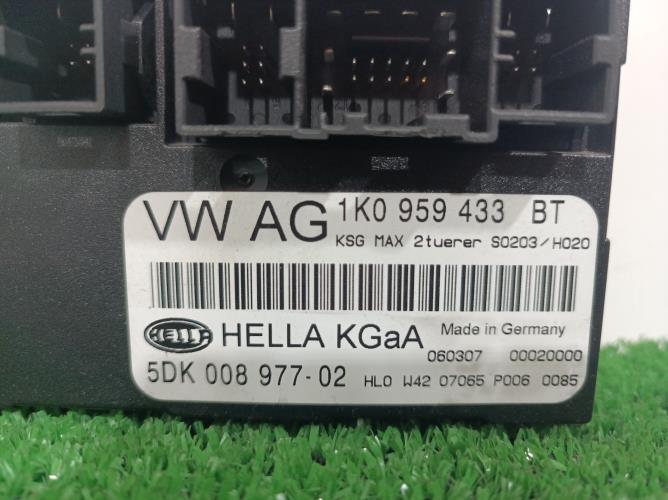 VW AG 1K0 959 433 BT
KSG MAX 2tuerer S0203/H020
HELLA HELLA KGaA Made in Germany
060307 00020000
5DK 008 977-02 HLO W42 07065 P006 0085